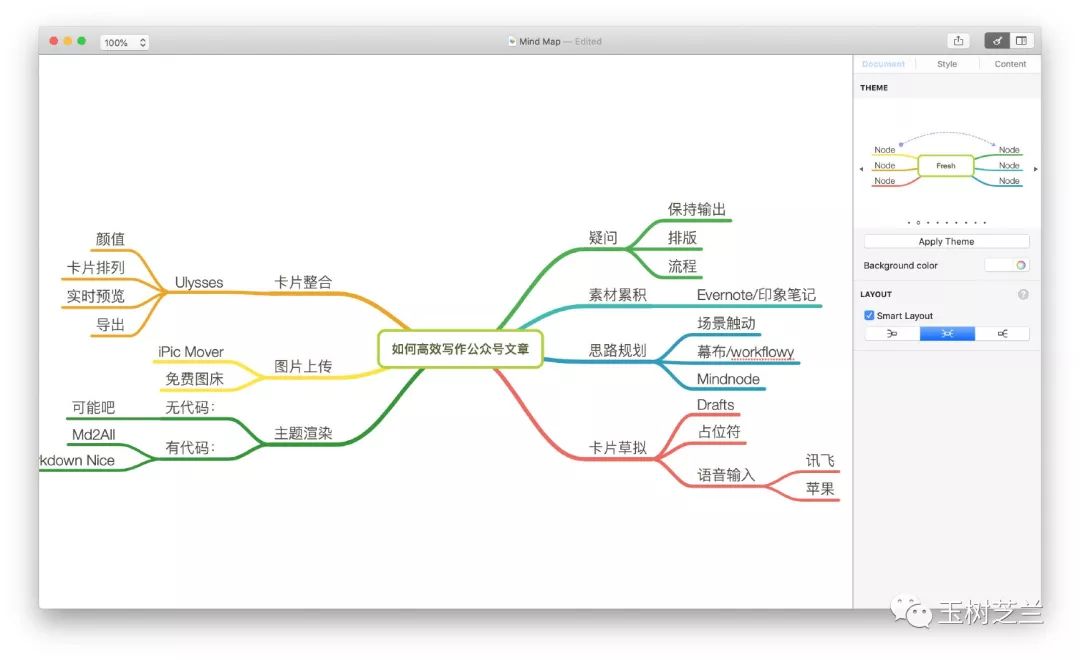 100%
Mind Map — Edited
Document
Style
Content
THEME
Node
Node
Node
Fresh
Node
Node
Node
Apply Theme
Background color
LAYOUT
?
Smart Layout
如何高效写作公众号文章
疑问
保持输出
排版
流程
素材累积
Evernote/印象笔记
思路规划
场景触动
幕布/workflowy
Mindnode
卡片草拟
Drafts
占位符
语音输入
讯飞
苹果
卡片整合
Ulysses
颜值
卡片排列
实时预览
导出
图片上传
iPic Mover
免费图床
主题渲染
无代码：
可能吧
有代码：
Md2All
kdown Nice
玉树芝兰